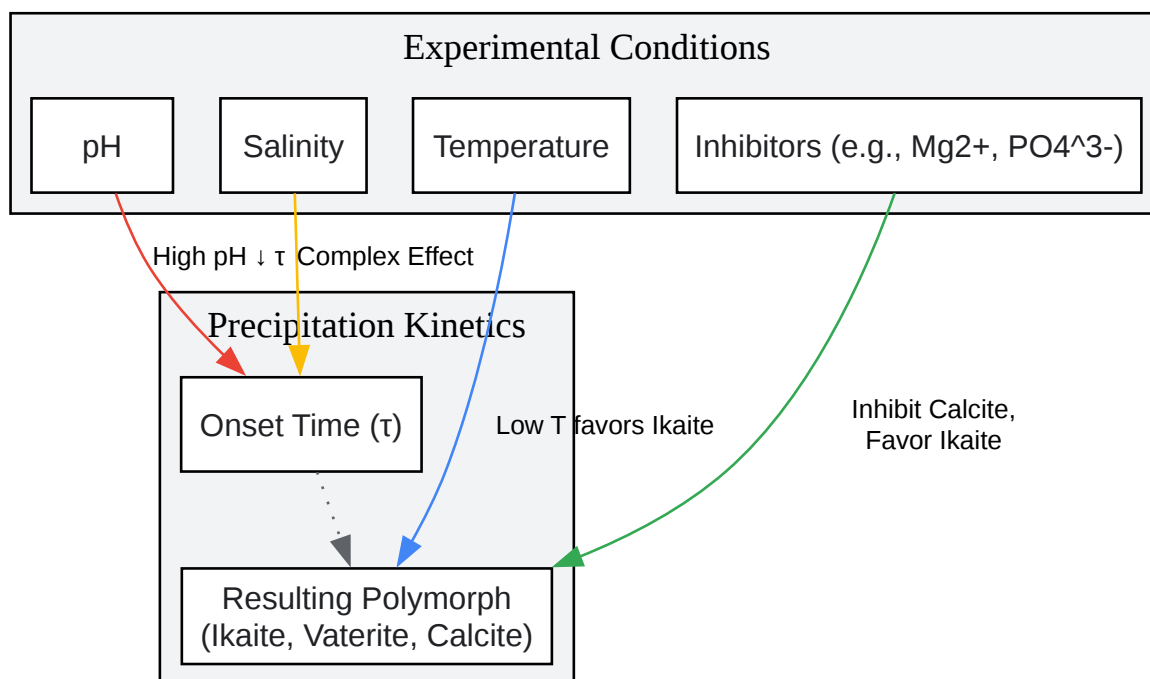 Experimental Conditions
pH
Salinity
Temperature
Inhibitors (e.g., Mg2+, PO4^3-)
High pH ↓ τ
Complex Effect
Precipitation Kinetics
Onset Time (τ)
Low T favors Ikaite
Inhibit Calcite,
Favor Ikaite
Resulting Polymorph
(Ikaite, Vaterite, Calcite)